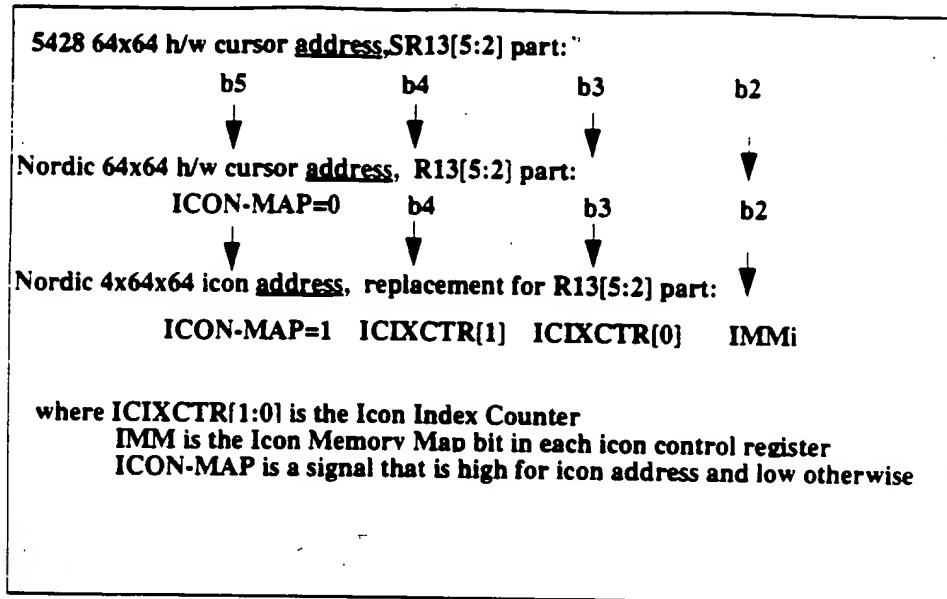 5428 64x64 h/w cursor address,SR13[5:2] part:
b5 b4 b3 b2
Nordic 64x64 h/w cursor address, R13[5:2] part:
ICON-MAP=0 b4 b3 b2
Nordic 4x64x64 icon address, replacement for R13[5:2] part:
ICON-MAP=1 ICIXCTR[1] ICIXCTR[0] IMMi
where ICIXCTR[1:0] is the Icon Index Counter
IMM is the Icon Memory Map bit in each icon control register
ICON-MAP is a signal that is high for icon address and low otherwise